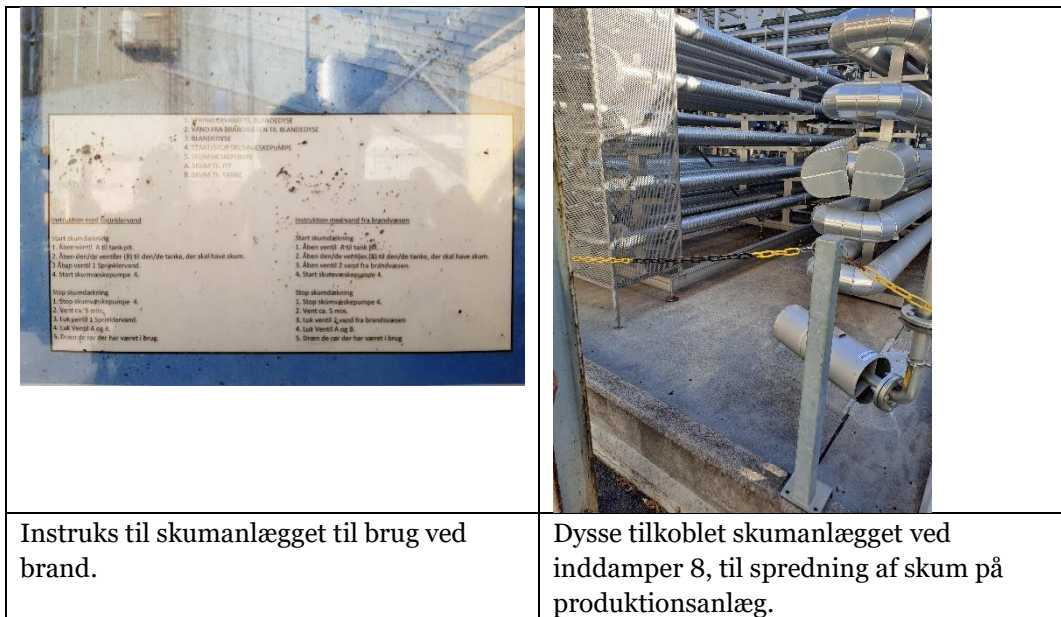 1. SPRINKLERVAND TIL BLANDEDYSE
2. VAND FRA BRANDVÆSEN TIL BLANDEDYSE
3. BLANDEDYSE
4. START/STOP SKUMVÆSKEPUMPE
5. SKUMVÆSKEPUMPE
A. SKUM TIL PIT
B. SKUM TIL TANKE
Instruktion med Sprinklervand
Start skumdækning
1. Åben ventil A til tank pit.
2. Åben den/de ventiler (B) til den/de tanke, der skal have skum.
3 Åben ventil 1 Sprinklervand.
4. Start skumvæskepumpe 4.
Stop skumdækning
1. Stop skumvæskepumpe 4.
2. Vent ca. 5 min.
3. Luk ventil 1 Sprinklervand.
4. Luk Ventil A og B.
5. Dræn de rør der har været i brug.
Instruktion med vand fra brandvæsen
Start skumdækning
1. Åben ventil A til tank pit.
2. Åben den/de ventiler (B) til den/de tanke, der skal have skum.
3. Åben ventil 2 vand fra brandvæsen.
4. Start skumvæskepumpe 4.
Stop skumdækning
1. Stop skumvæskepumpe 4.
2. Vent ca. 5 min.
3. Luk ventil 2 vand fra brandsvæsen
4. Luk Ventil A og B.
5. Dræn de rør der har været i brug
Instruks til skumanlægget til brug ved
brand.
Dysse tilkoblet skumanlægget ved
inddamper 8, til spredning af skum på
produktionsanlæg.